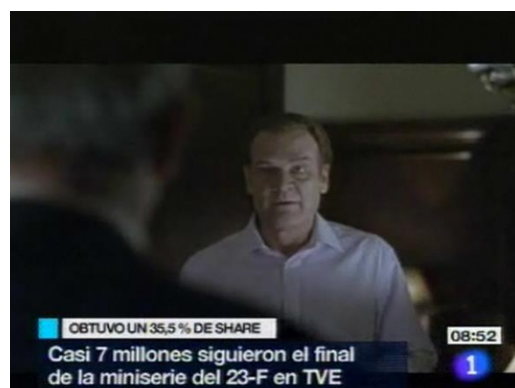 OBTUVO UN 35,5 % DE SHARE
08:52
Casi 7 millones siguieron el final
de la miniserie del 23-F en TVE
1